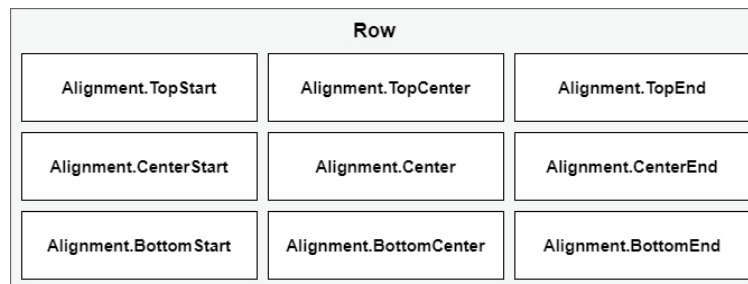 Row
Alignment.TopStart Alignment.TopCenter Alignment.TopEnd
Alignment.CenterStart Alignment.Center Alignment.CenterEnd
Alignment.BottomStart Alignment.BottomCenter Alignment.BottomEnd